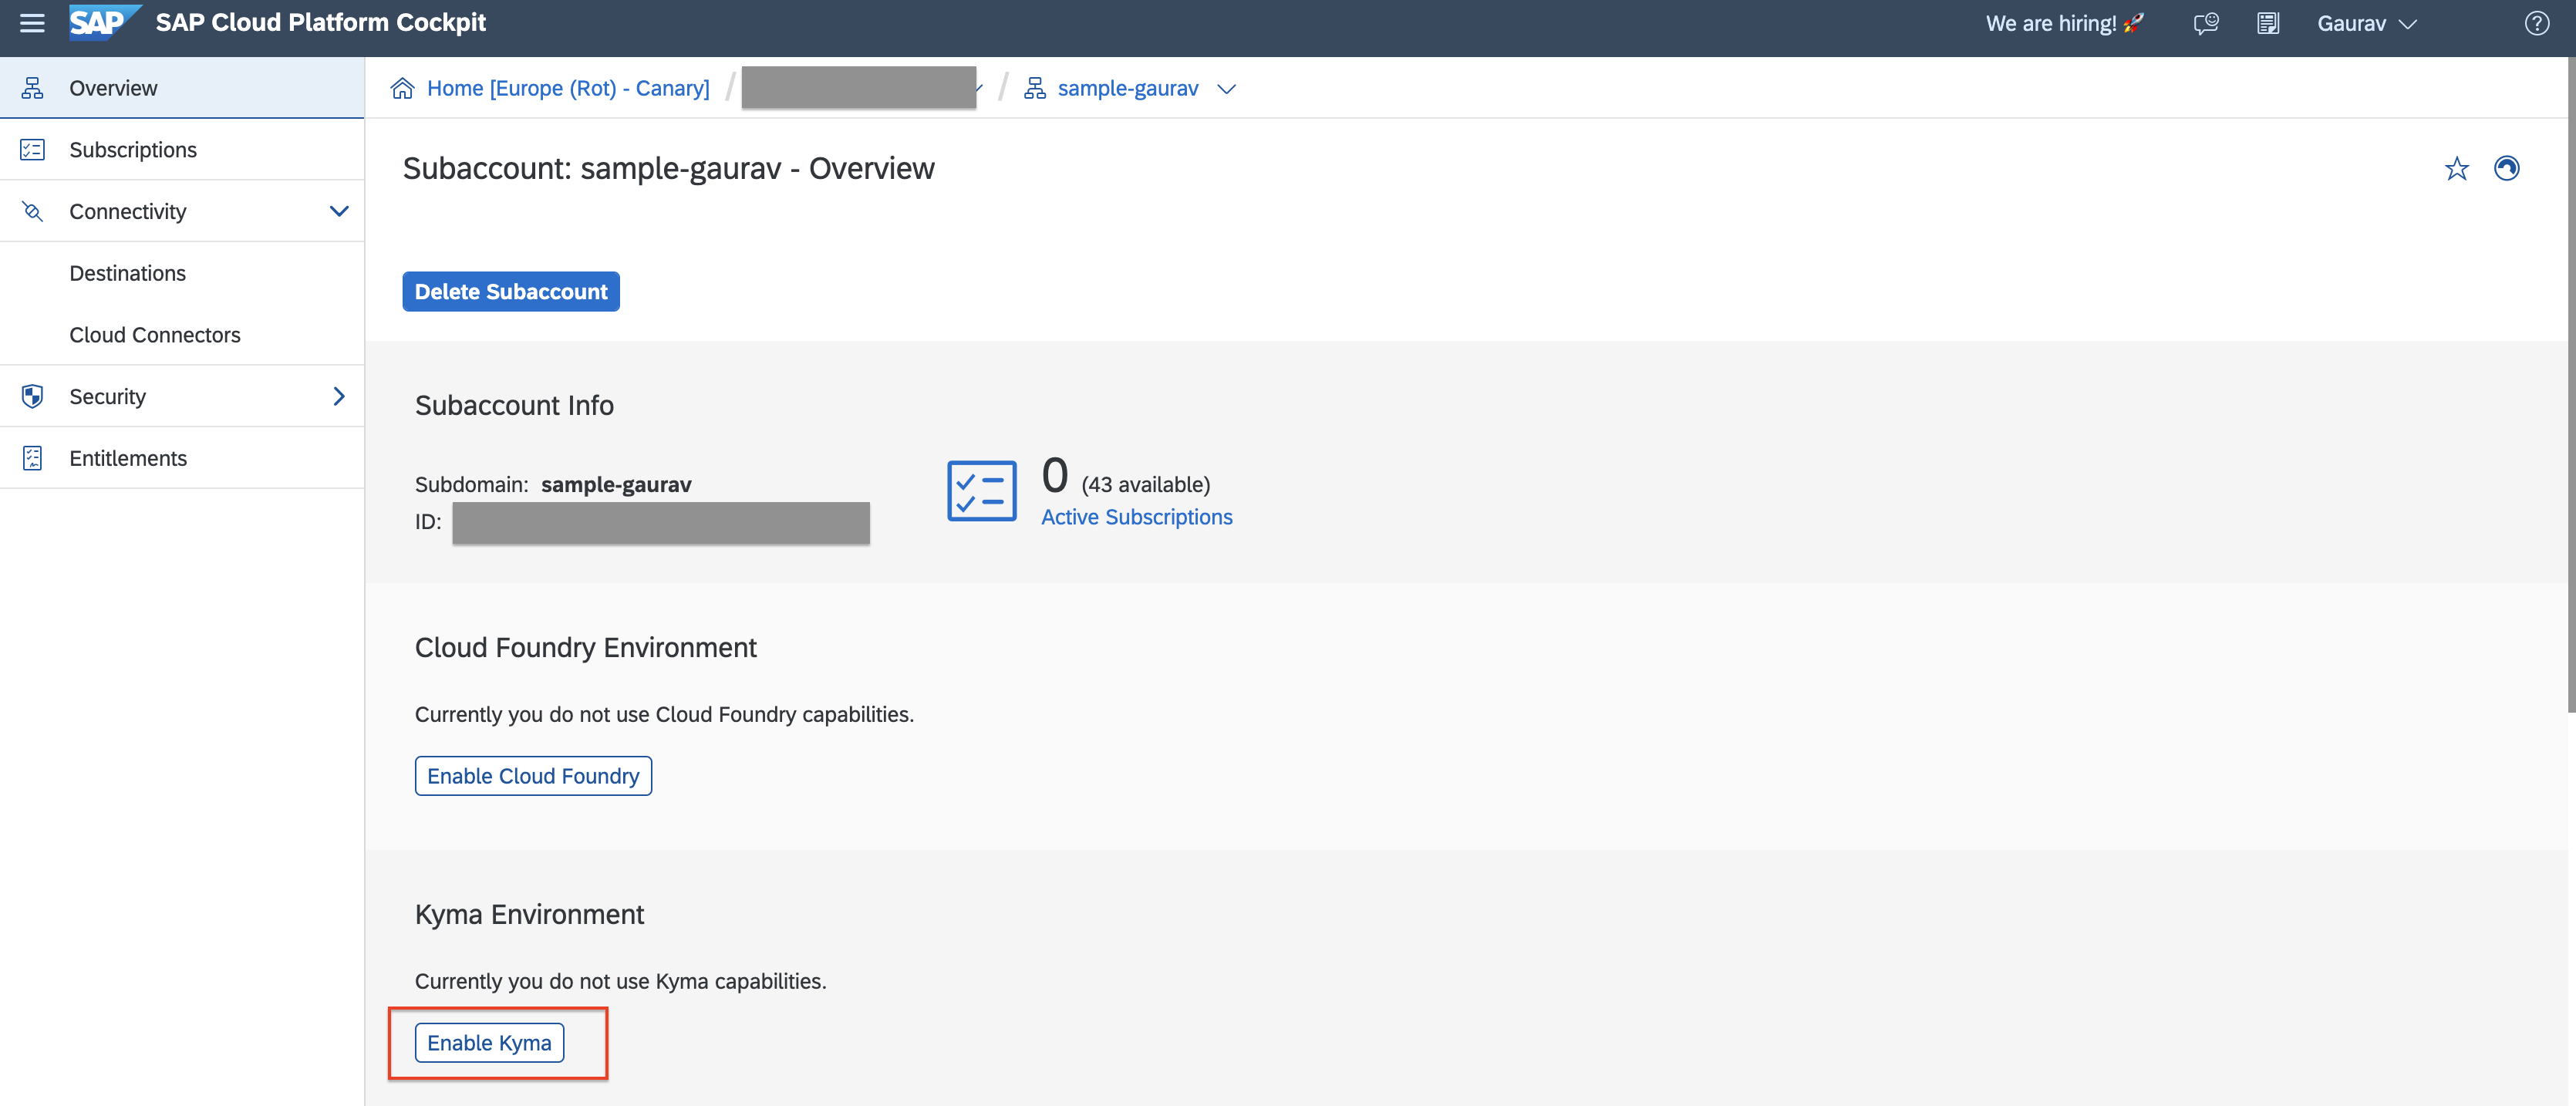 SAP SAP Cloud Platform Cockpit We are hiring! 🚀 Gaurav
Overview
Subscriptions
Connectivity
Destinations
Cloud Connectors
Security
Entitlements
Home [Europe (Rot) - Canary] / / sample-gaurav
Subaccount: sample-gaurav - Overview
Delete Subaccount
Subaccount Info
Subdomain: sample-gaurav
ID:
0 (43 available)
Active Subscriptions
Cloud Foundry Environment
Currently you do not use Cloud Foundry capabilities.
Enable Cloud Foundry
Kyma Environment
Currently you do not use Kyma capabilities.
Enable Kyma